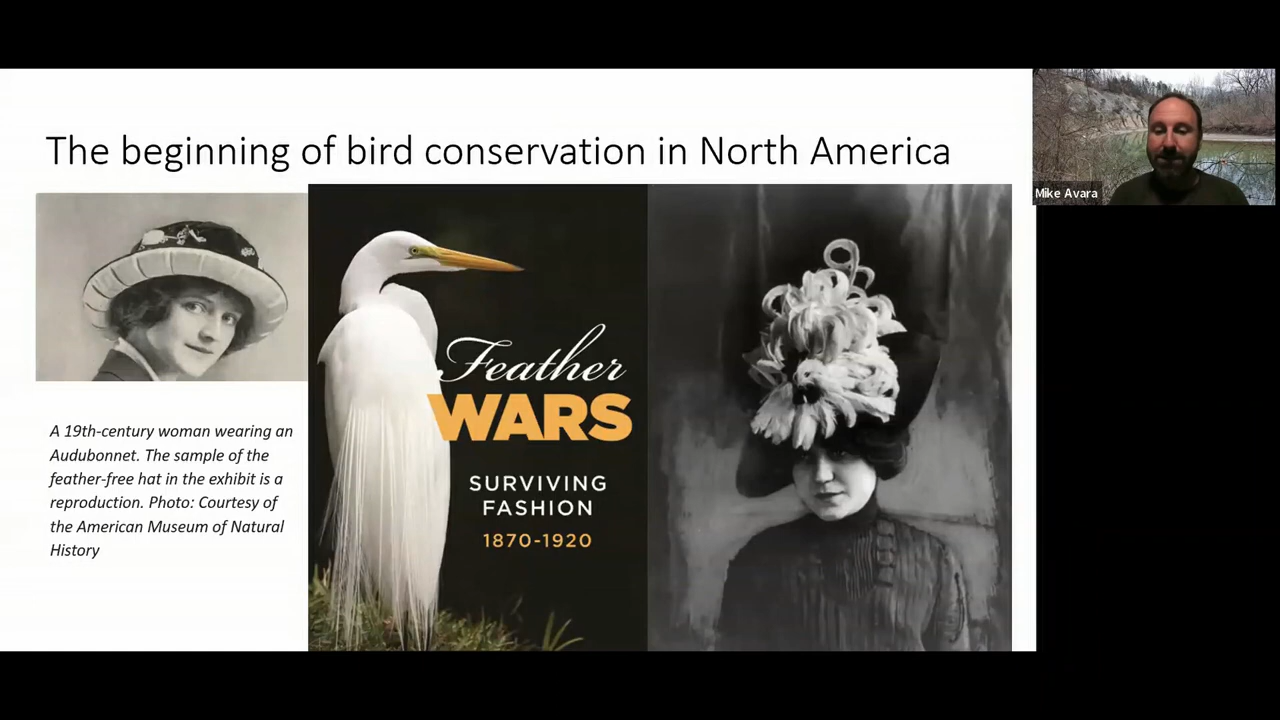 The beginning of bird conservation in North America
Mike Avara
A 19th-century woman wearing an
Audubonnet. The sample of the
feather-free hat in the exhibit is a
reproduction. Photo: Courtesy of
the American Museum of Natural
History
Feather
WARS
SURVIVING
FASHION
1870-1920